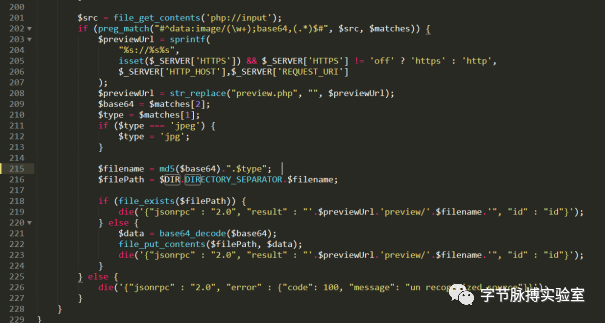 200
201 $src = file_get_contents('php://input');
202 if (preg_match("#^data:image/(\w+);base64,(.*)$#", $src, $matches)) {
203 $previewUrl = sprintf(
204 "%s://%s%s",
205 isset($_SERVER['HTTPS']) && $_SERVER['HTTPS'] != 'off' ? 'https' : 'http',
206 $_SERVER['HTTP_HOST'],$_SERVER['REQUEST_URI']
207 );
208 $previewUrl = str_replace("preview.php", "", $previewUrl);
209 $base64 = $matches[2];
210 $type = $matches[1];
211 if ($type === 'jpeg') {
212 $type = 'jpg';
213 }
214
215 $filename = md5($base64).".$type";
216 $filePath = $DIR.DIRECTORY_SEPARATOR.$filename;
217
218 if (file_exists($filePath)) {
219 die('{"jsonrpc" : "2.0", "result" : "'.$previewUrl.'preview/'.$filename.'", "id" : "id"}');
220 } else {
221 $data = base64_decode($base64);
222 file_put_contents($filePath, $data);
223 die('{"jsonrpc" : "2.0", "result" : "'.$previewUrl.'preview/'.$filename.'", "id" : "id"}');
224 }
225 } else {
226 die('{"jsonrpc" : "2.0", "error" : {"code": 100, "message": "un recoginized source"}}');
227 }
228 }
229 }
字节脉搏实验室